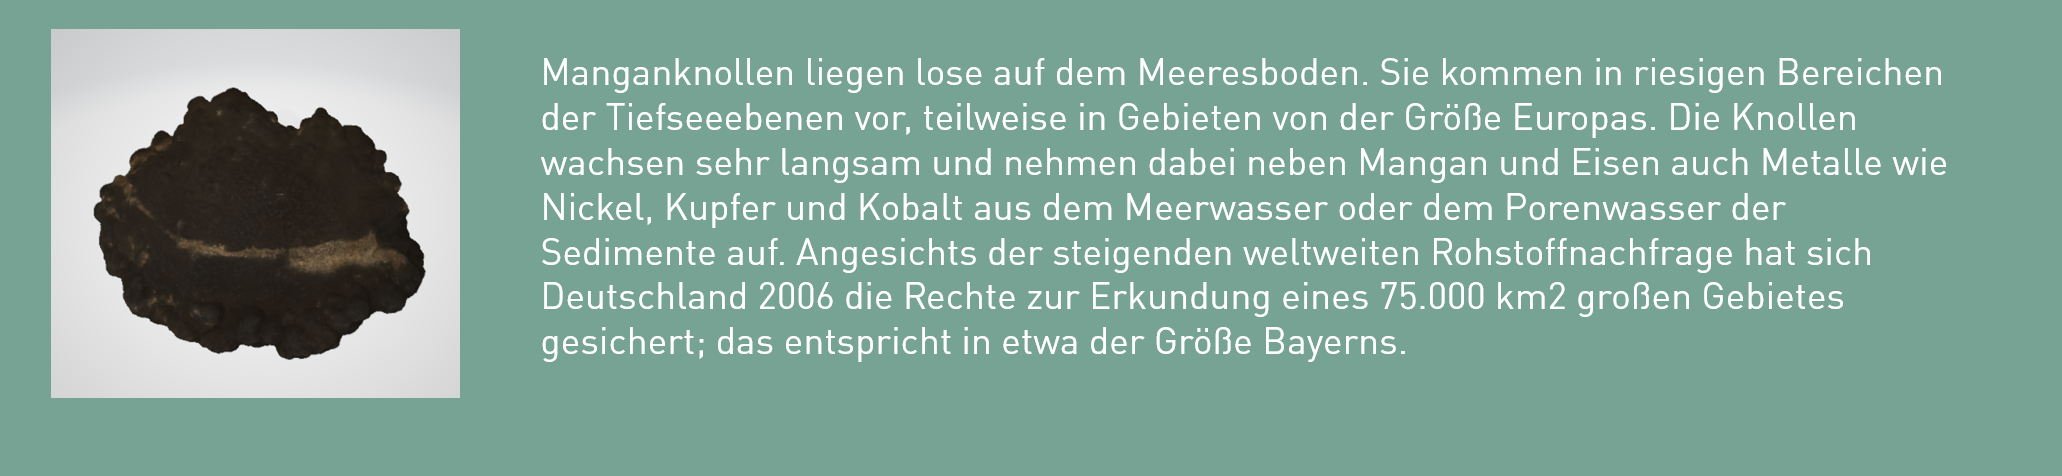 Manganknollen liegen lose auf dem Meeresboden. Sie kommen in riesigen Bereichen
der Tiefseeebenen vor, teilweise in Gebieten von der Größe Europas. Die Knollen
wachsen sehr langsam und nehmen dabei neben Mangan und Eisen auch Metalle wie
Nickel, Kupfer und Kobalt aus dem Meerwasser oder dem Porenwasser der
Sedimente auf. Angesichts der steigenden weltweiten Rohstoffnachfrage hat sich
Deutschland 2006 die Rechte zur Erkundung eines 75.000 km2 großen Gebietes
gesichert; das entspricht in etwa der Größe Bayerns.